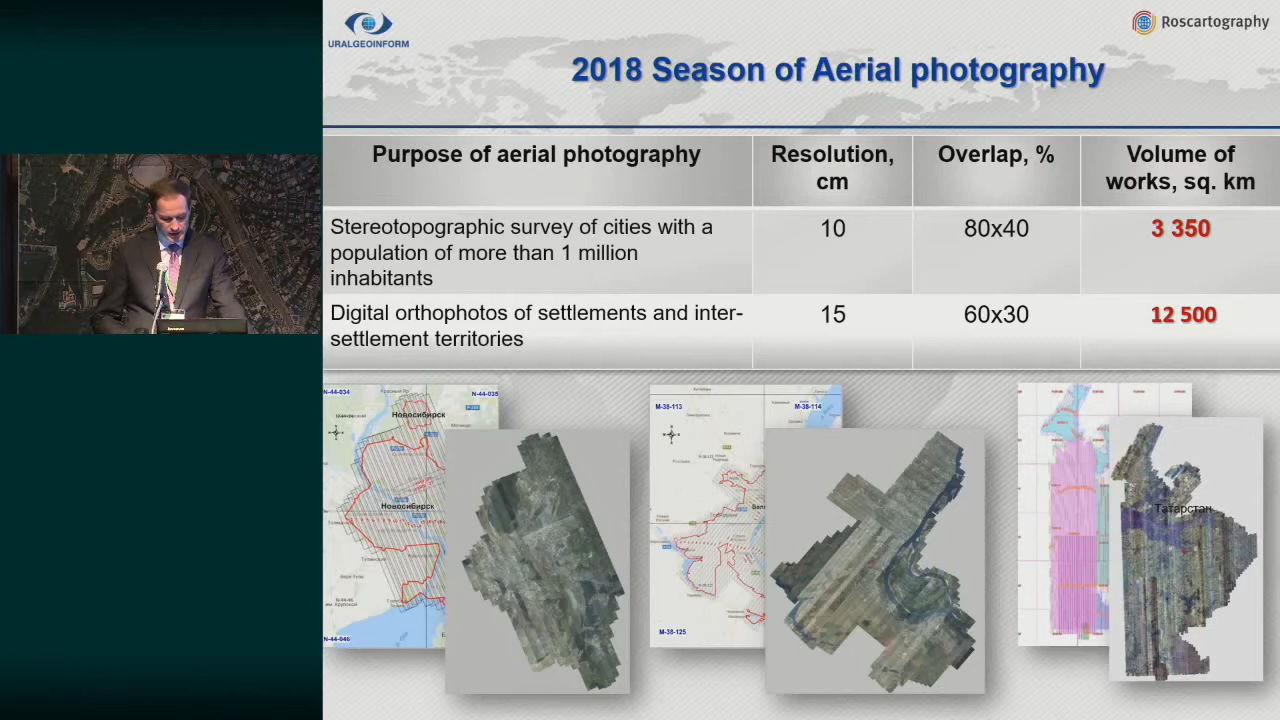 URALGEOINFORM
Roscartography
2018 Season of Aerial photography
Purpose of aerial photography
Resolution, cm
Overlap, %
Volume of works, sq. km
Stereotopographic survey of cities with a
population of more than 1 million
inhabitants
10
80x40
3 350
Digital orthophotos of settlements and inter-
settlement territories
15
60x30
12 500
N-44-034
N-44-035
Новосибирск
Новосибирск
N-44-046
M-38-113
M-38-114
M-38-125
Татарстан